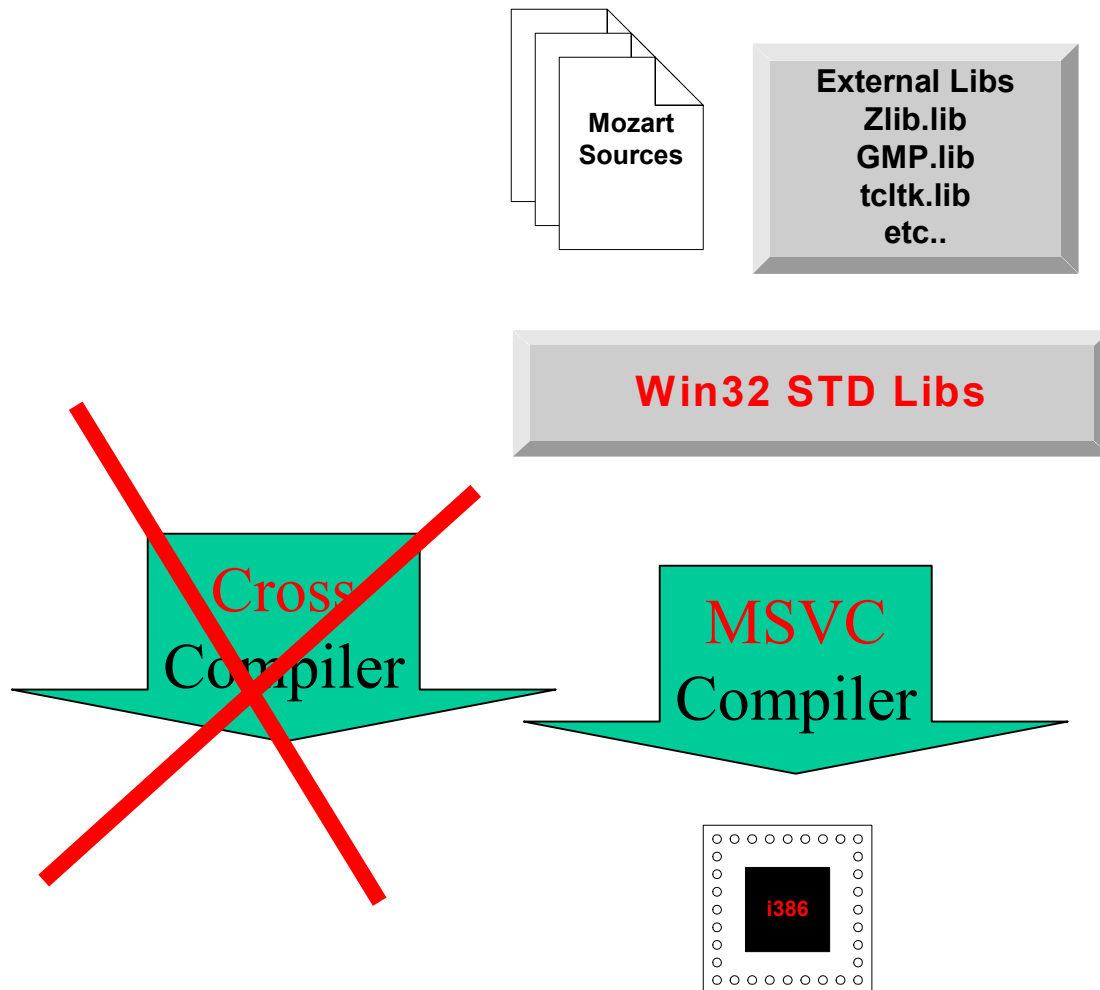 Mozart
Sources
External Libs
Zlib.lib
GMP.lib
tcltk.lib
etc..
Win32 STD Libs
Cross
Compiler
MSVC
Compiler
i386